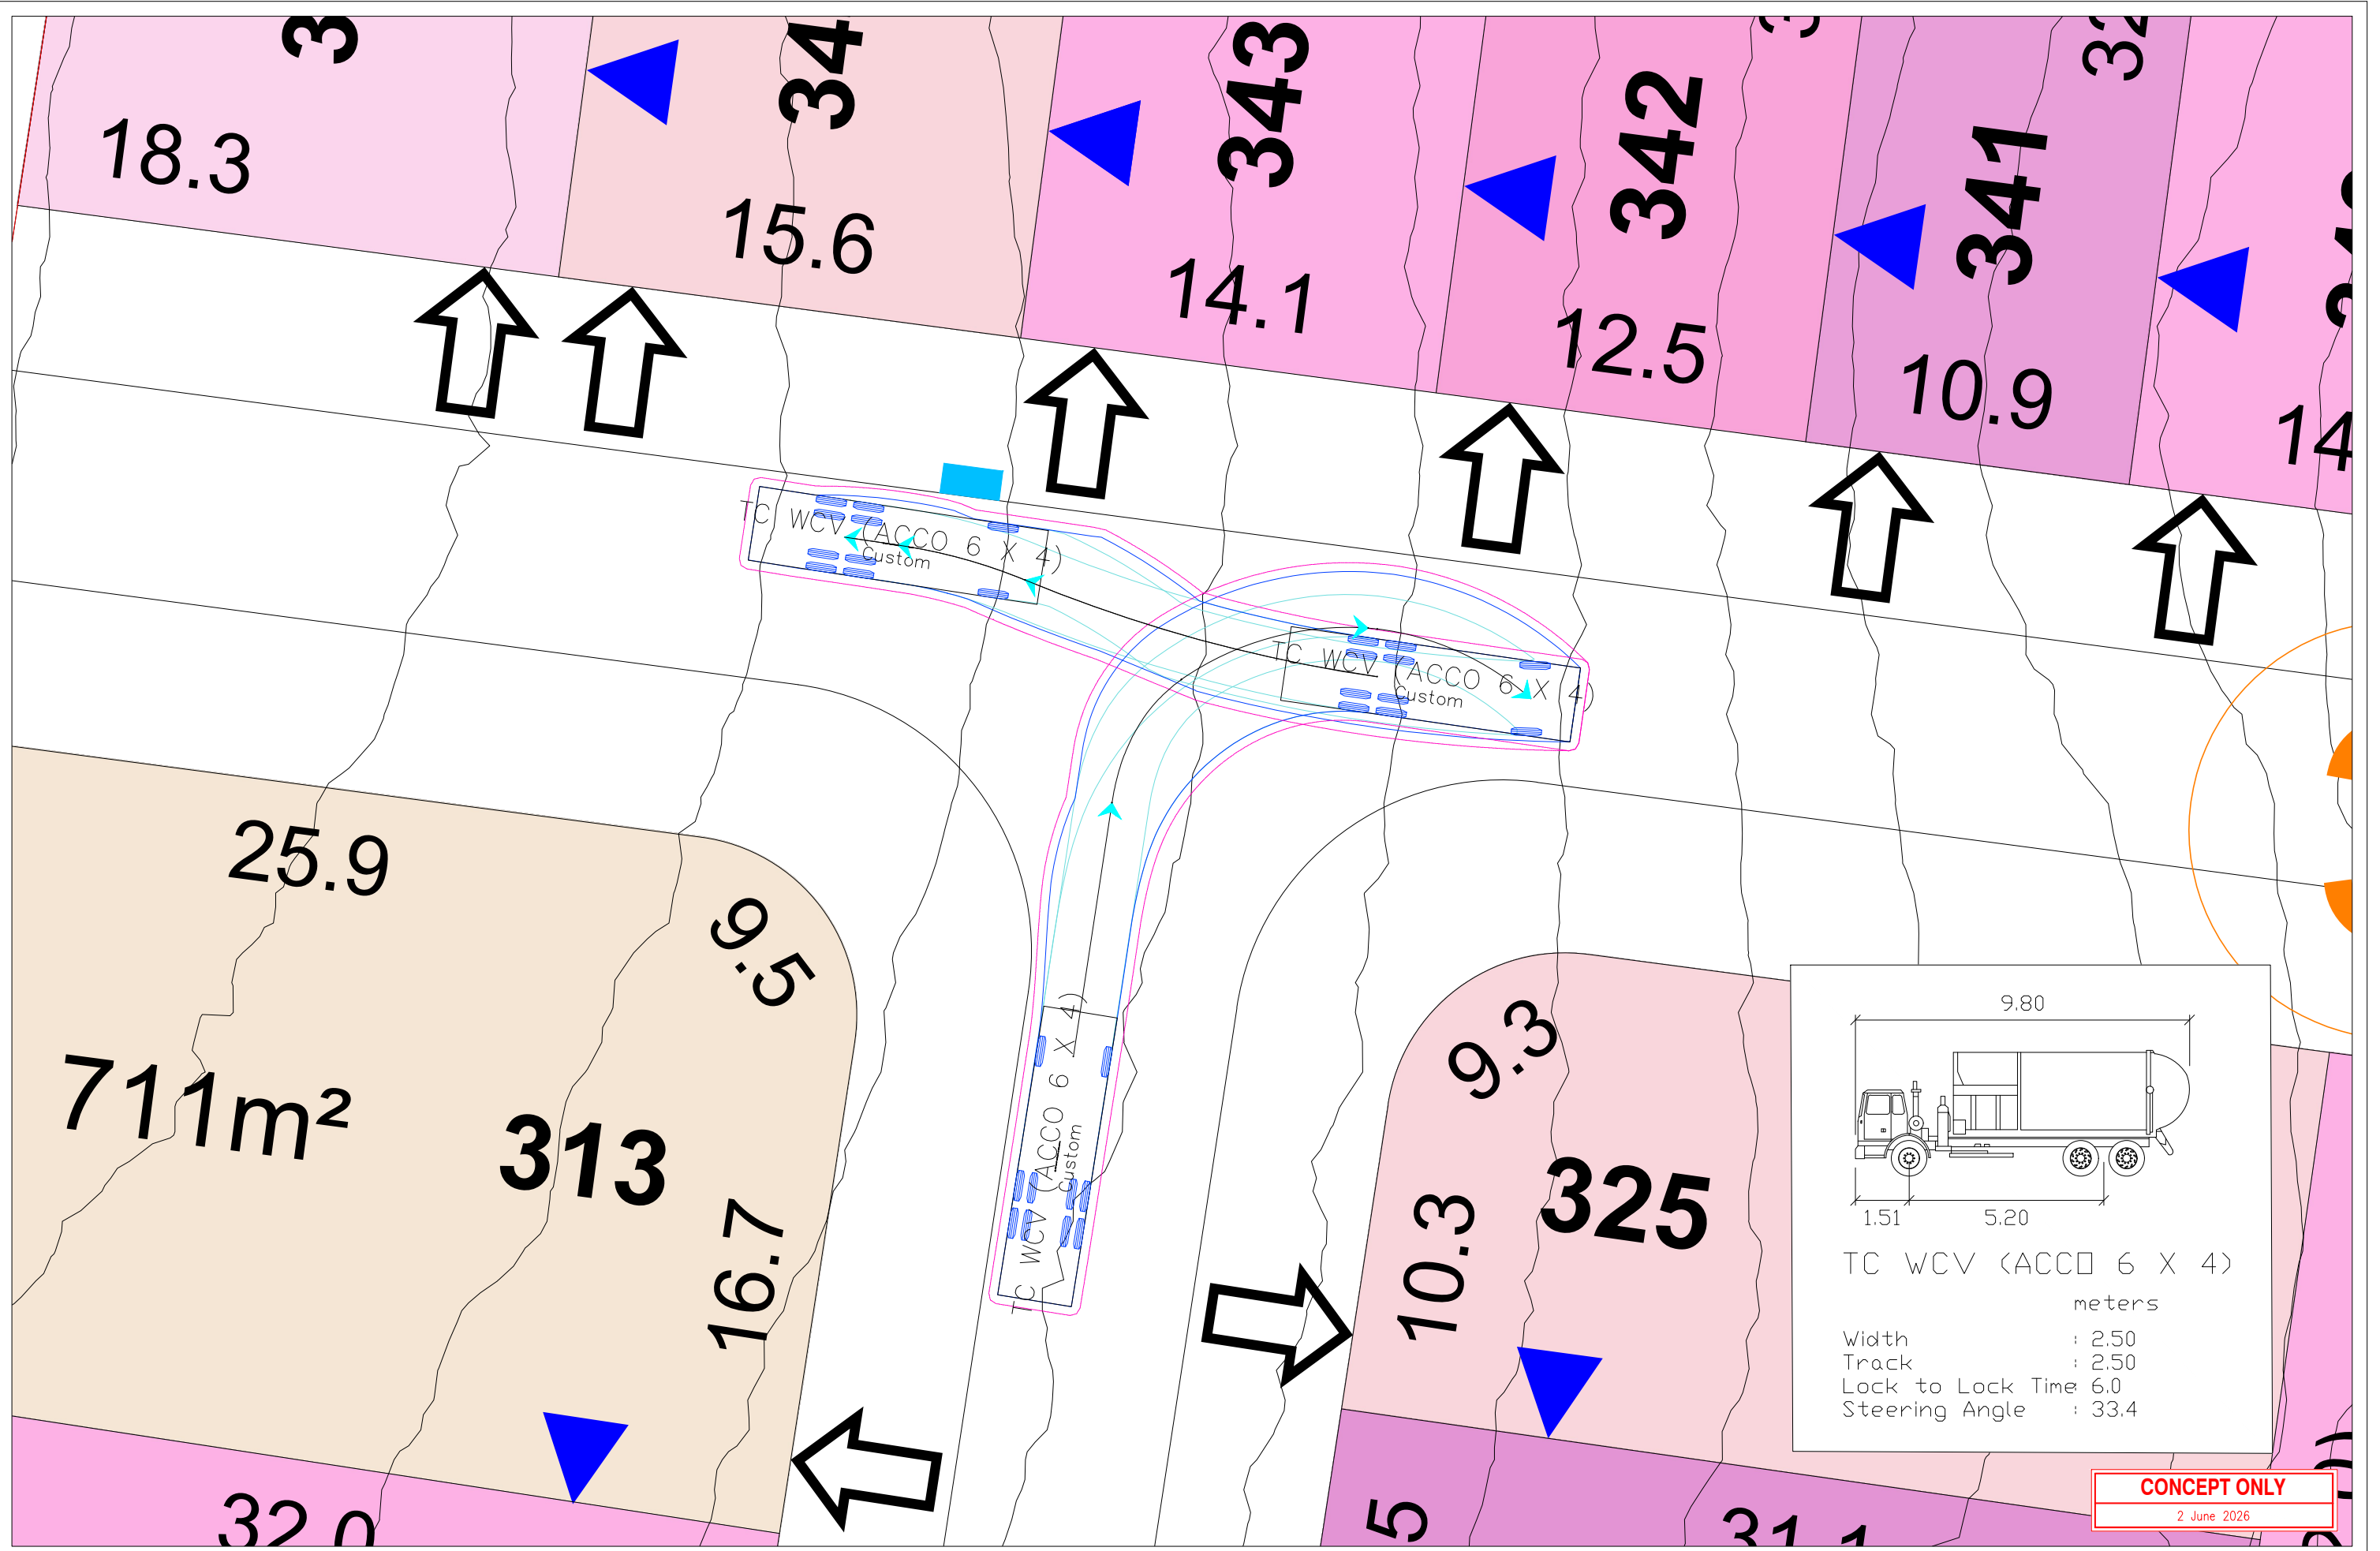 343
342
341
18.3
15.6
14.1
12.5
10.9
TC WCV (ACCO 6 X 4)
Custom
TC WCV (ACCO 6 X 4)
Custom
25.9
9.5
711m²
313
16.7
TC WCV (ACCO 6 X 4)
Custom
9.3
325
10.3
9.80
1.51 5.20
TC WCV (ACCO 6 X 4)
meters
Width : 2.50
Track : 2.50
Lock to Lock Time : 6.0
Steering Angle : 33.4
32.0
31.1
CONCEPT ONLY
2 June 2026